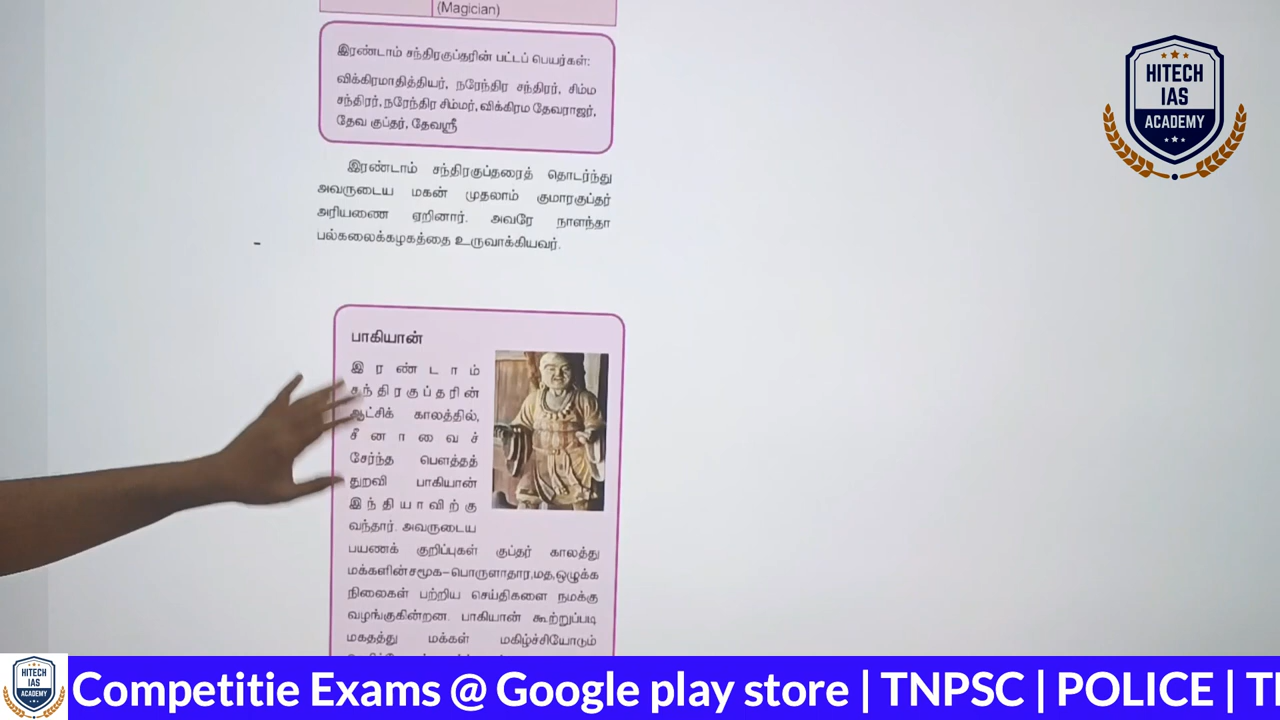 (Magician)
இரண்டாம் சந்திரகுப்தரின் பட்டப் பெயர்கள்:
விக்கிரமாதித்தியர், நரேந்திர சந்திரர், சிம்ம
சந்திரர், நரேந்திர சிம்மர், விக்கிரம தேவராஜர்,
தேவ குப்தர், தேவஸ்ரீ
இரண்டாம் சந்திரகுப்தரைத் தொடர்ந்து
அவருடைய மகன் முதலாம் குமாரகுப்தர்
அரியணை ஏறினார். அவரே நாளந்தா
பல்கலைக்கழகத்தை உருவாக்கியவர்.
பாகியான்
இரண்டாம்
சந்திரகுப்தரின்
ஆட்சிக் காலத்தில்,
சீனாவைச்
சேர்ந்த பௌத்தத்
துறவி பாகியான்
இந்தியாவிற்கு
வந்தார். அவருடைய
பயணக் குறிப்புகள் குப்தர் காலத்து
மக்களின் சமூக–பொருளாதார,மத,ஒழுக்க
நிலைகள் பற்றிய செய்திகளை நமக்கு
வழங்குகின்றன. பாகியான் கூற்றுப்படி
மகதத்து மக்கள் மகிழ்ச்சியோடும்
HITECH
IAS
ACADEMY
HITECH
IAS
ACADEMY
Competitie Exams @ Google play store | TNPSC | POLICE |